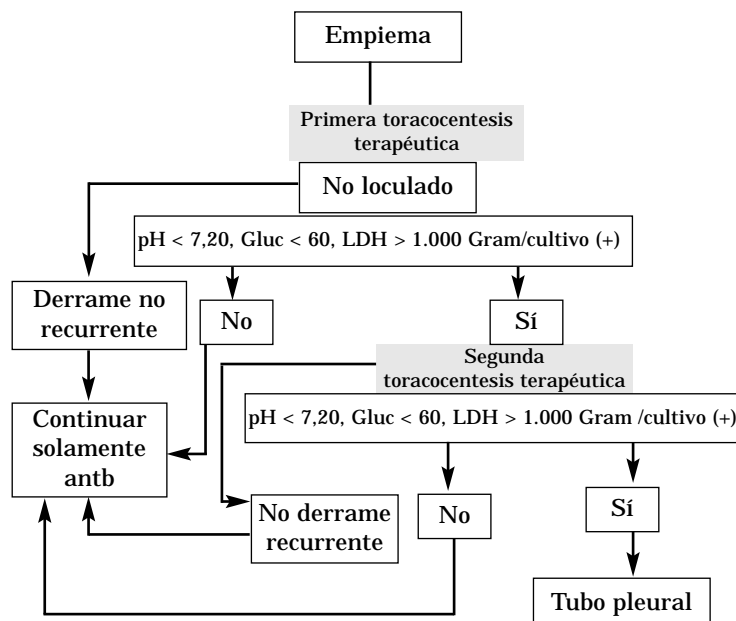 Empiema
Primera toracocentesis
terapéutica
No loculado
pH < 7,20, Gluc < 60, LDH > 1.000 Gram/cultivo (+)
Derrame no
recurrente
No
Sí
Segunda
toracocentesis terapéutica
pH < 7,20, Gluc < 60, LDH > 1.000 Gram /cultivo (+)
Continuar
solamente
antb
No derrame
recurrente
No
Sí
Tubo pleural